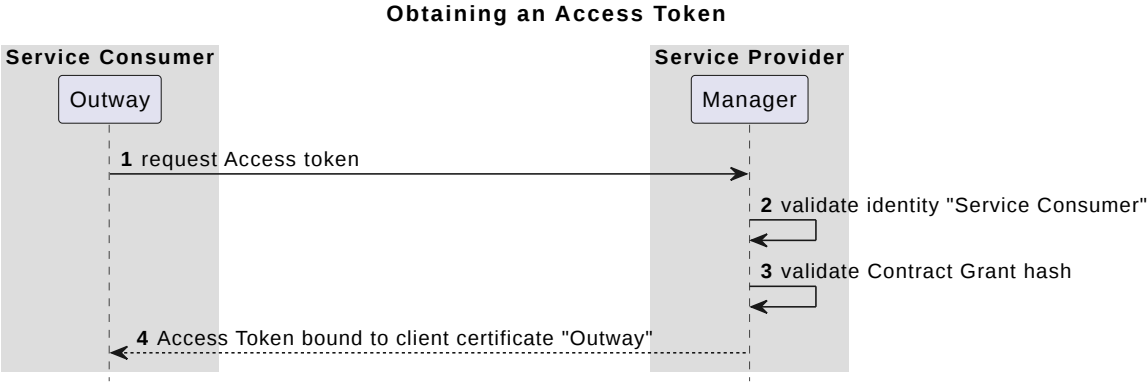 Obtaining an Access Token
Service Consumer
Service Provider
Outway
Manager
1 request Access token
2 validate identity "Service Consumer"
3 validate Contract Grant hash
4 Access Token bound to client certificate "Outway"